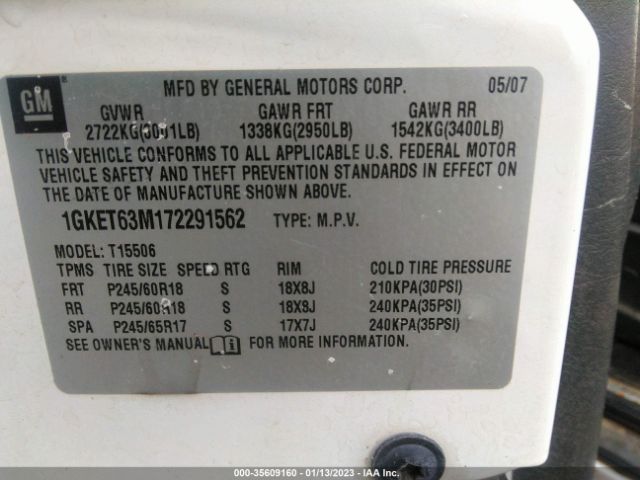 GM
MFD BY GENERAL MOTORS CORP. 05/07
GVWR GAWR FRT GAWR RR
2722KG(3001LB) 1338KG(2950LB) 1542KG(3400LB)
THIS VEHICLE CONFORMS TO ALL APPLICABLE U.S. FEDERAL MOTOR
VEHICLE SAFETY AND THEFT PREVENTION STANDARDS IN EFFECT ON
THE DATE OF MANUFACTURE SHOWN ABOVE.
1GKET63M172291562 TYPE: M.P.V.
MODEL: T15506
TPMS TIRE SIZE SPEED RTG RIM COLD TIRE PRESSURE
FRT P245/60R18 S 18X8J 210KPA(30PSI)
RR P245/60R18 S 18X8J 240KPA(35PSI)
SPA P245/65R17 S 17X7J 240KPA(35PSI)
SEE OWNER'S MANUAL FOR MORE INFORMATION.
000-35609160 - 01/13/2023 - IAA Inc.